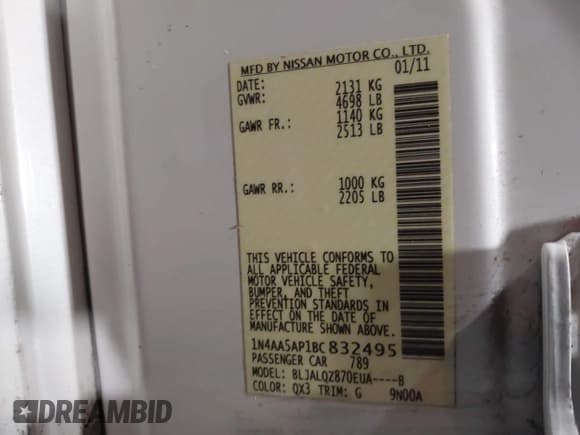 MFD BY NISSAN MOTOR CO., LTD.
DATE: 01/11
GVWR: 2131 KG
4698 LB
GAWR FR.: 1140 KG
2513 LB
GAWR RR.: 1000 KG
2205 LB
THIS VEHICLE CONFORMS TO
ALL APPLICABLE FEDERAL
MOTOR VEHICLE SAFETY,
BUMPER, AND THEFT
PREVENTION STANDARDS IN
EFFECT ON THE DATE OF
MANUFACTURE SHOWN ABOVE.
1N4AA5AP1BC832495
PASSENGER CAR 789
MODEL: BLJALQZ870EUA----B
COLOR: QX3 TRIM: G 9N00A
DREAMBID